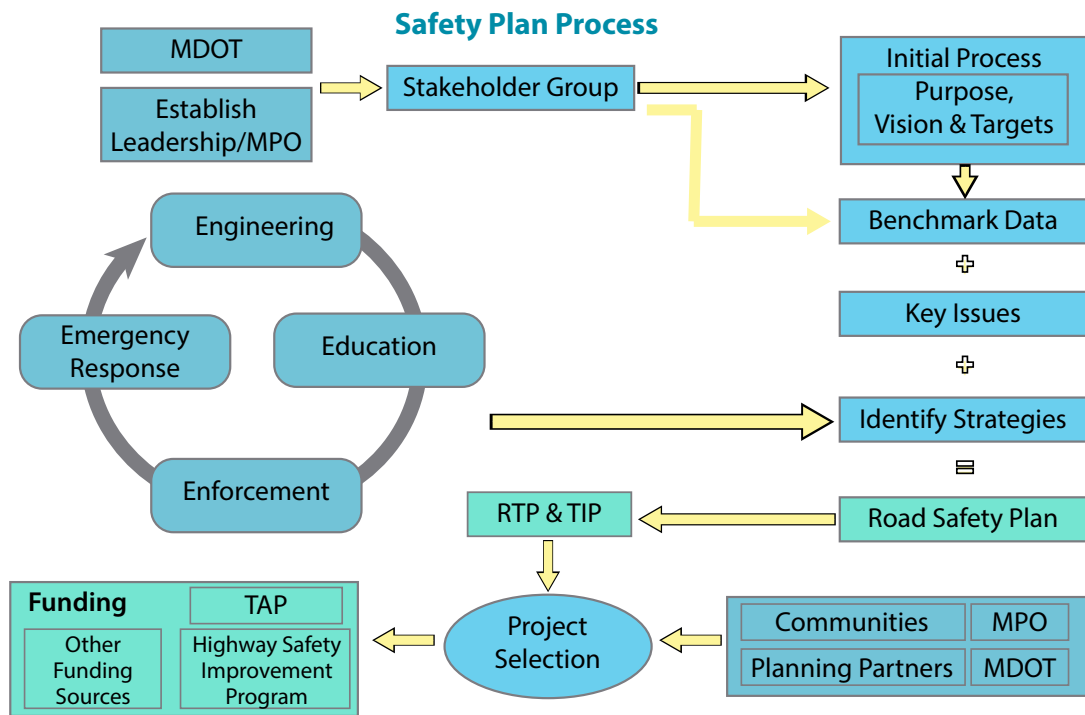 Safety Plan Process
MDOT
Establish
Leadership/MPO
Stakeholder Group
Initial Process
Purpose,
Vision & Targets
Benchmark Data
Key Issues
Identify Strategies
Road Safety Plan
Engineering
Education
Enforcement
Emergency
Response
RTP & TIP
Project
Selection
Communities
MPO
Planning Partners
MDOT
Funding
TAP
Other
Funding
Sources
Highway Safety
Improvement
Program